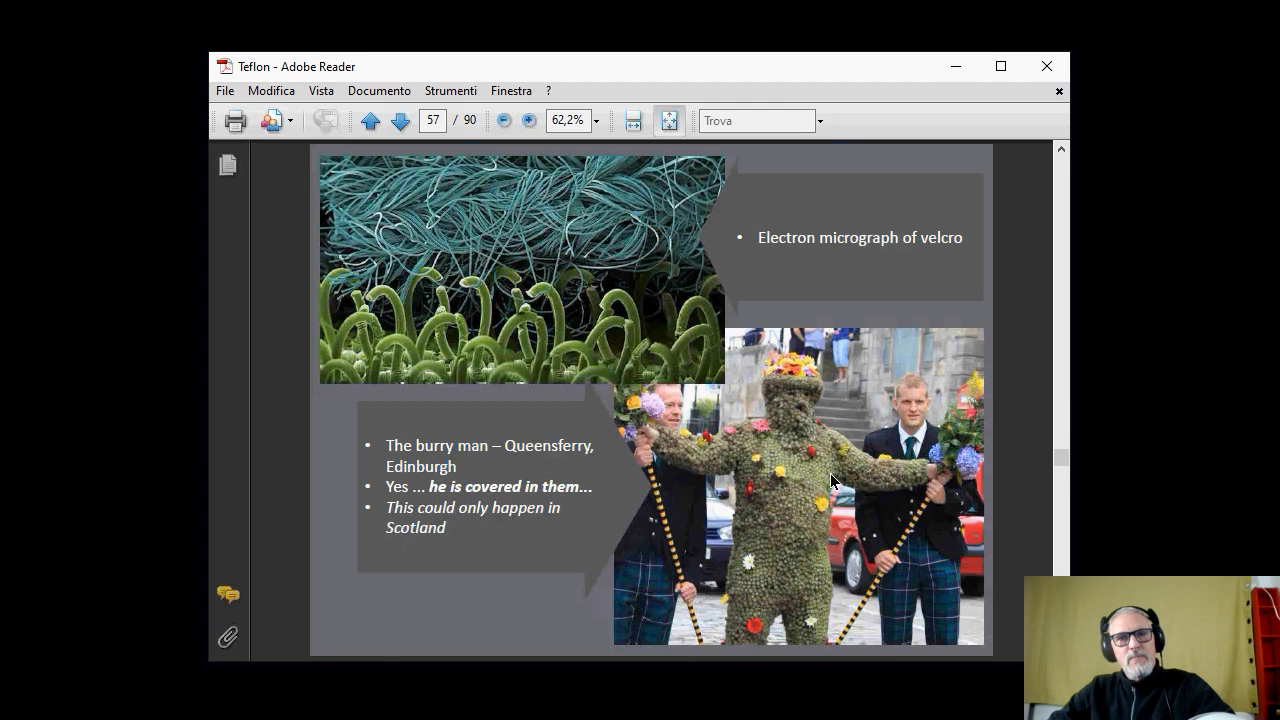 Teflon - Adobe Reader
File Modifica Vista Documento Strumenti Finestra ?
57 / 90 62,2% Trova
• Electron micrograph of velcro
• The burry man – Queensferry,
Edinburgh
• Yes ... he is covered in them...
• This could only happen in
Scotland